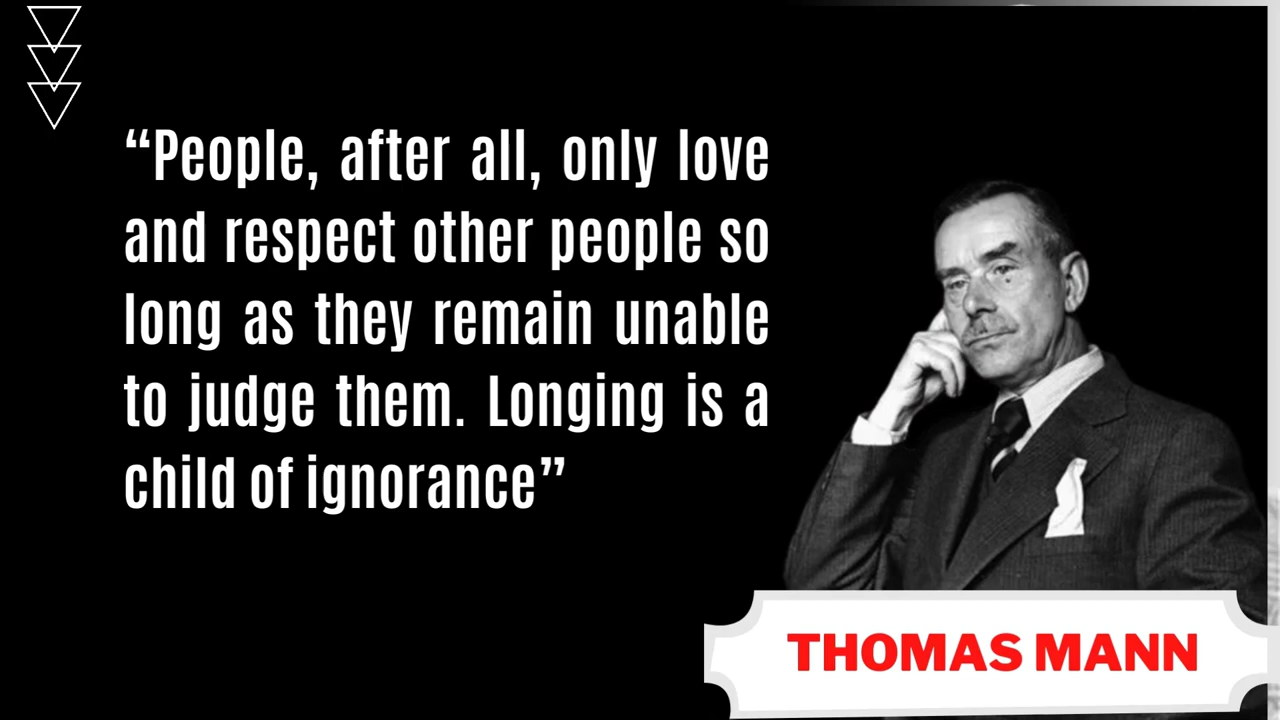 “People, after all, only love
and respect other people so
long as they remain unable
to judge them. Longing is a
child of ignorance”
THOMAS MANN